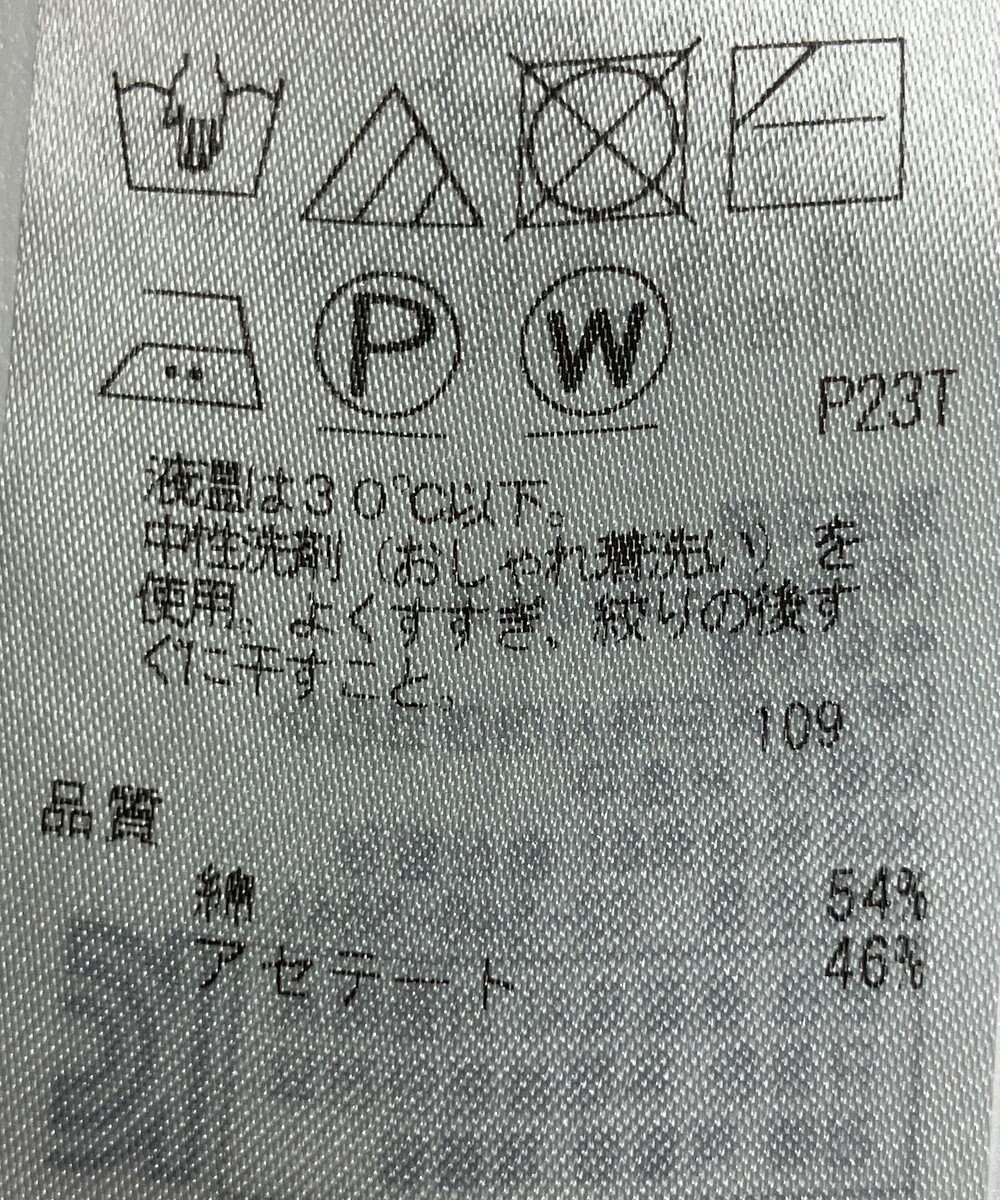 P W
P23T
液温は30℃以下。
中性洗剤（おしゃれ着洗い）を
使用。よくすすぎ、絞りの後す
ぐに干すこと。
109
品質
綿 54%
アセテート 46%